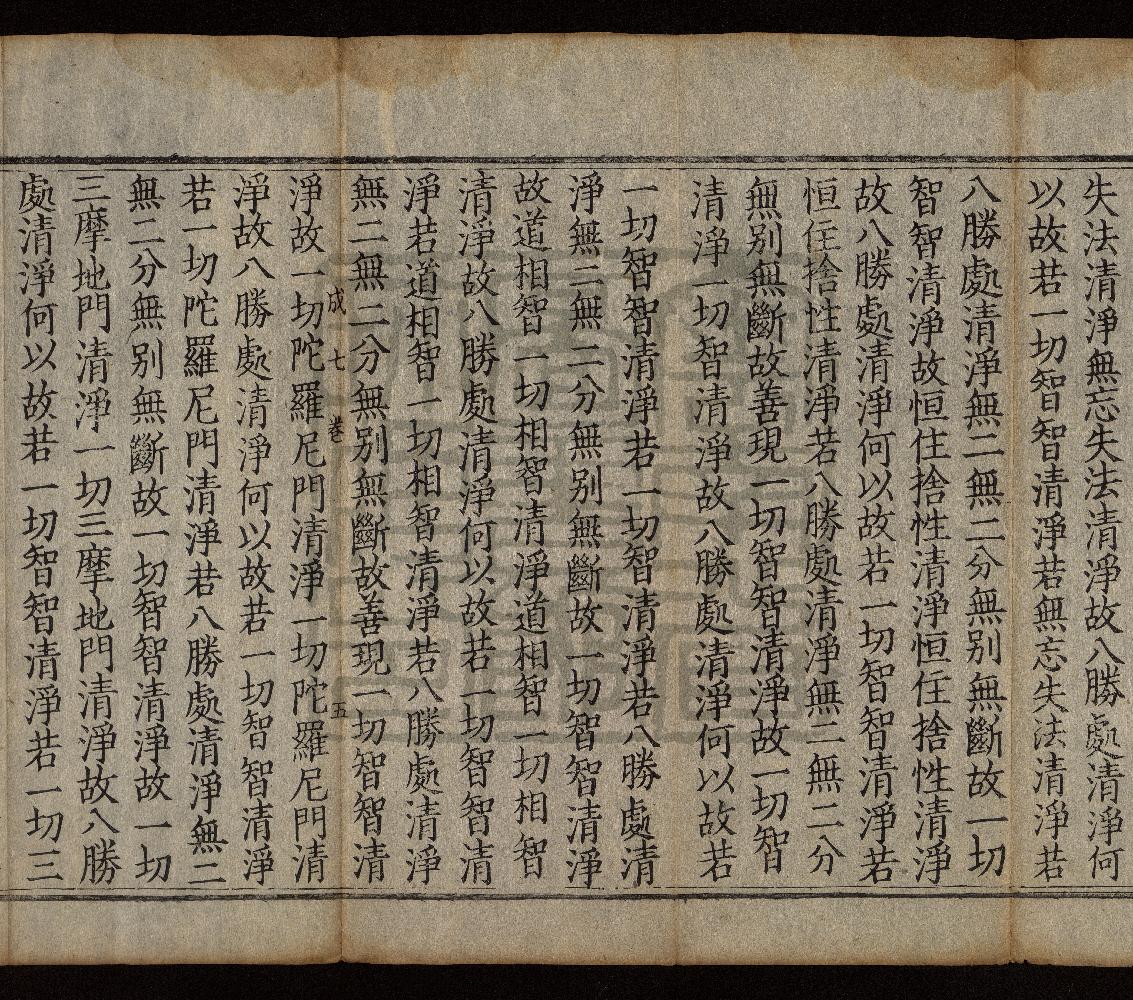 失法清淨無忘失法清淨故八勝處清淨何
以故若一切智智清淨若無忘失法清淨若
八勝處清淨無二無二分無别無斷故一切
智智清淨故恒住捨性清淨恒住捨性清淨
故八勝處清淨何以故若一切智智清淨若
恒住捨性清淨若八勝處清淨無二無二分
無别無斷故善現一切智智清淨故一切智
清淨一切智清淨故八勝處清淨何以故若
一切智智清淨若一切智清淨若八勝處清
淨無二無二分無别無斷故一切智智清淨
故道相智一切相智清淨道相智一切相智
清淨故八勝處清淨何以故若一切智智清
淨若道相智一切相智清淨若八勝處清淨
無二無二分無别無斷故善現一切智智清
成 七 巻 五
淨故一切陀羅尼門清淨一切陀羅尼門清
淨故八勝處清淨何以故若一切智智清淨
若一切陀羅尼門清淨若八勝處清淨無二
無二分無别無斷故一切智智清淨故一切
三摩地門清淨一切三摩地門清淨故八勝
處清淨何以故若一切智智清淨若一切三